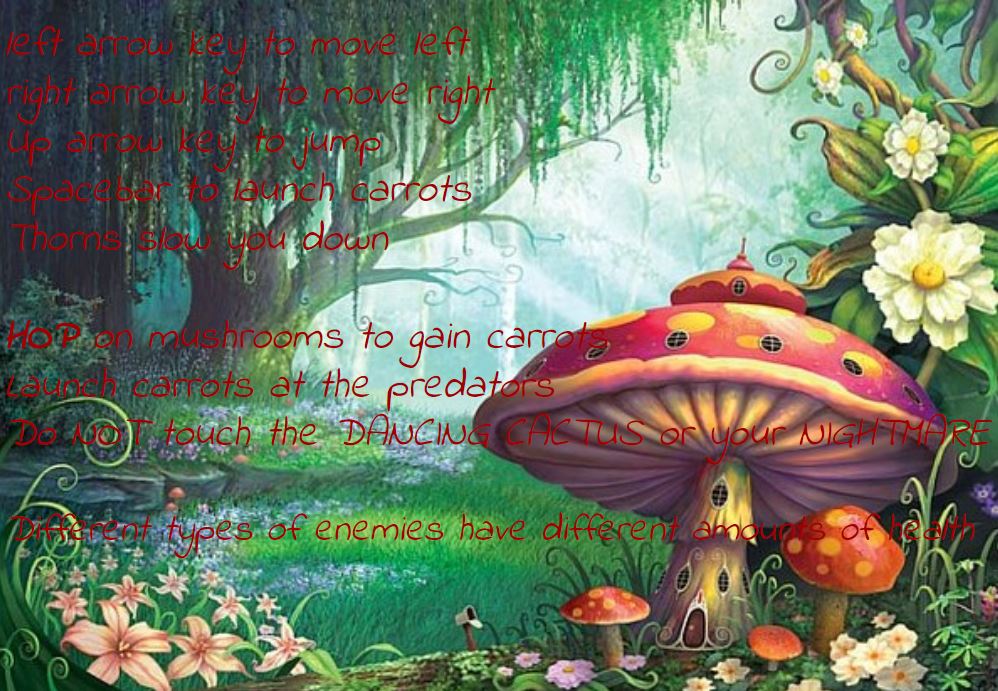 left arrow key to move left
right arrow key to move right
Up arrow key to jump
Spacebar to launch carrots
Thorns slow you down
HOP on mushrooms to gain carrots
Launch carrots at the predators
Do NOT touch the DANCING CACTUS or your NIGHTMARE
Different types of enemies have different amounts of health